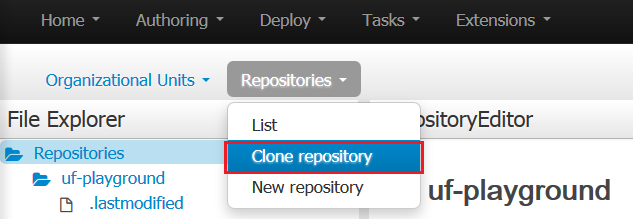 Home Authoring Deploy Tasks Extensions
Organizational Units Repositories
File Explorer
List
ositoryEditor
Repositories
Clone repository
uf-playground
New repository
uf-playground
.lastmodified